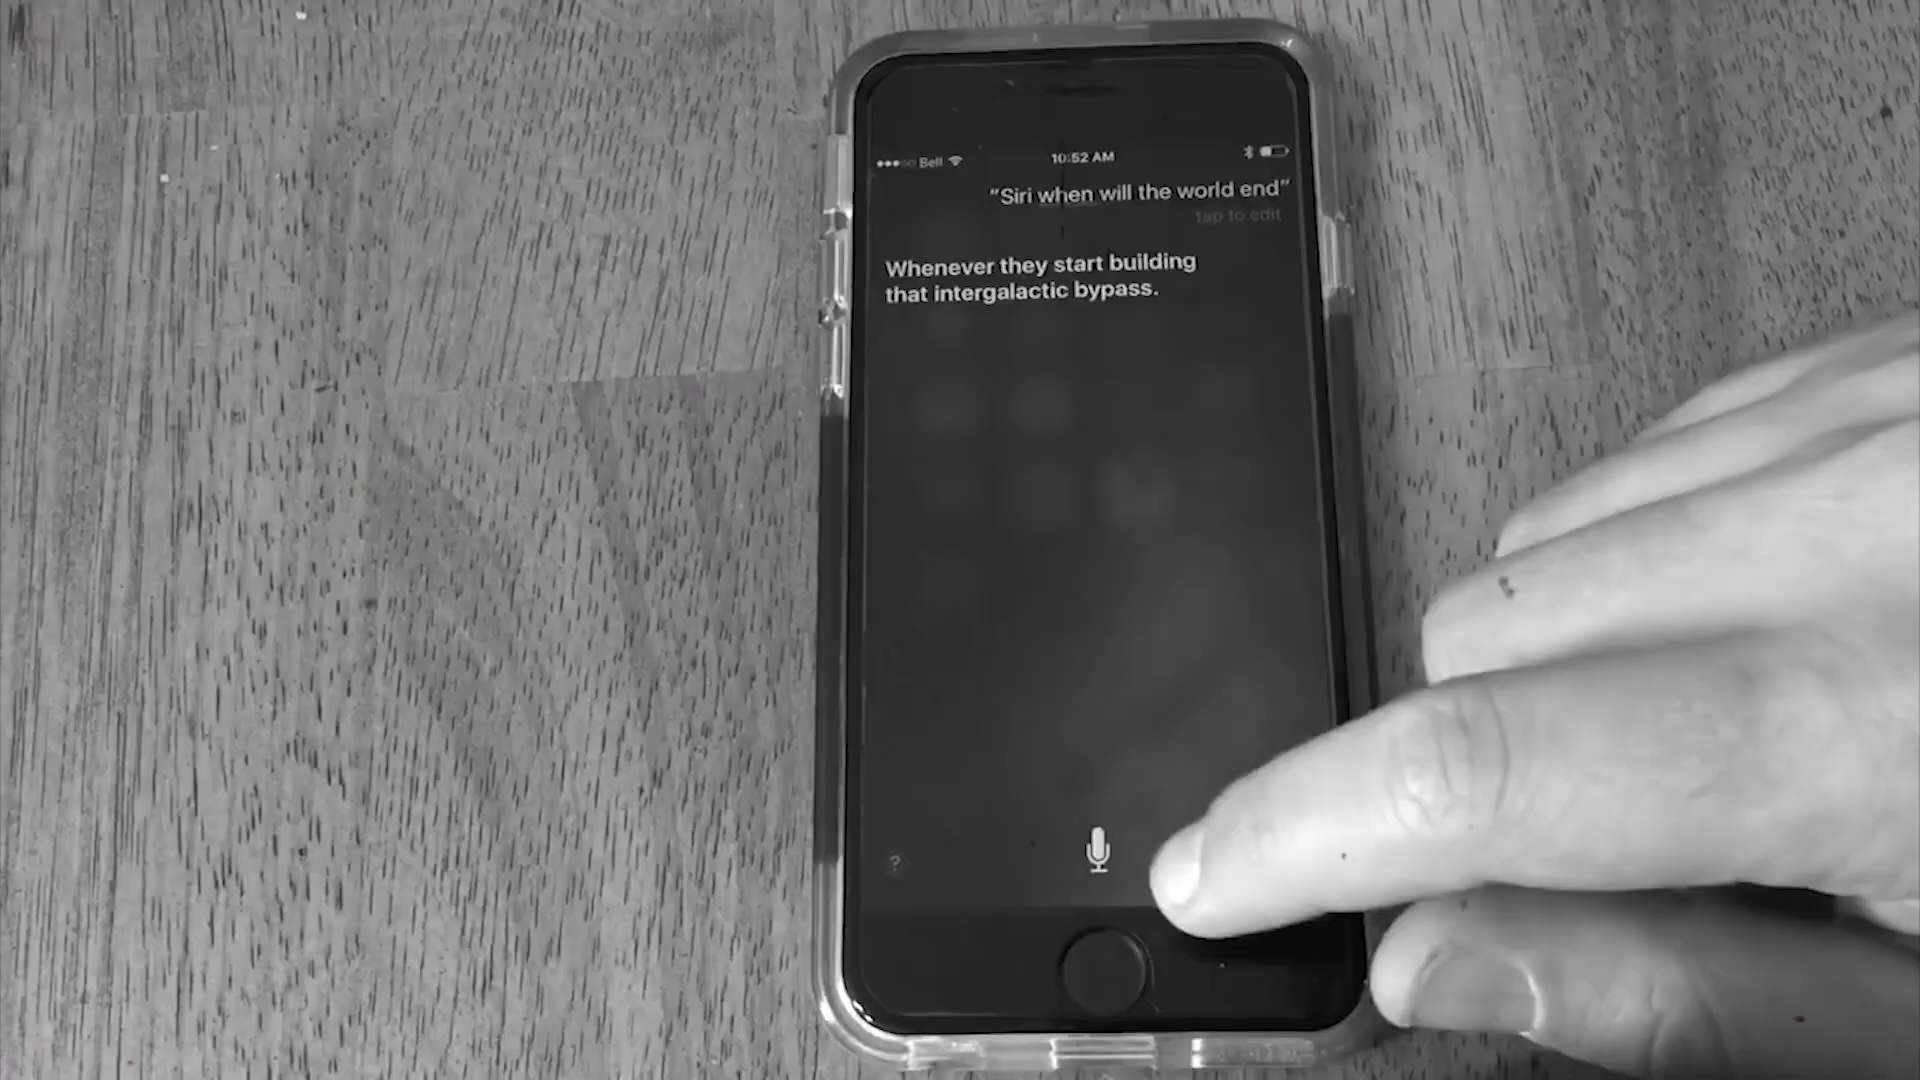 Bell 10:52 AM
“Siri when will the world end”
tap to edit
Whenever they start building
that intergalactic bypass.
?